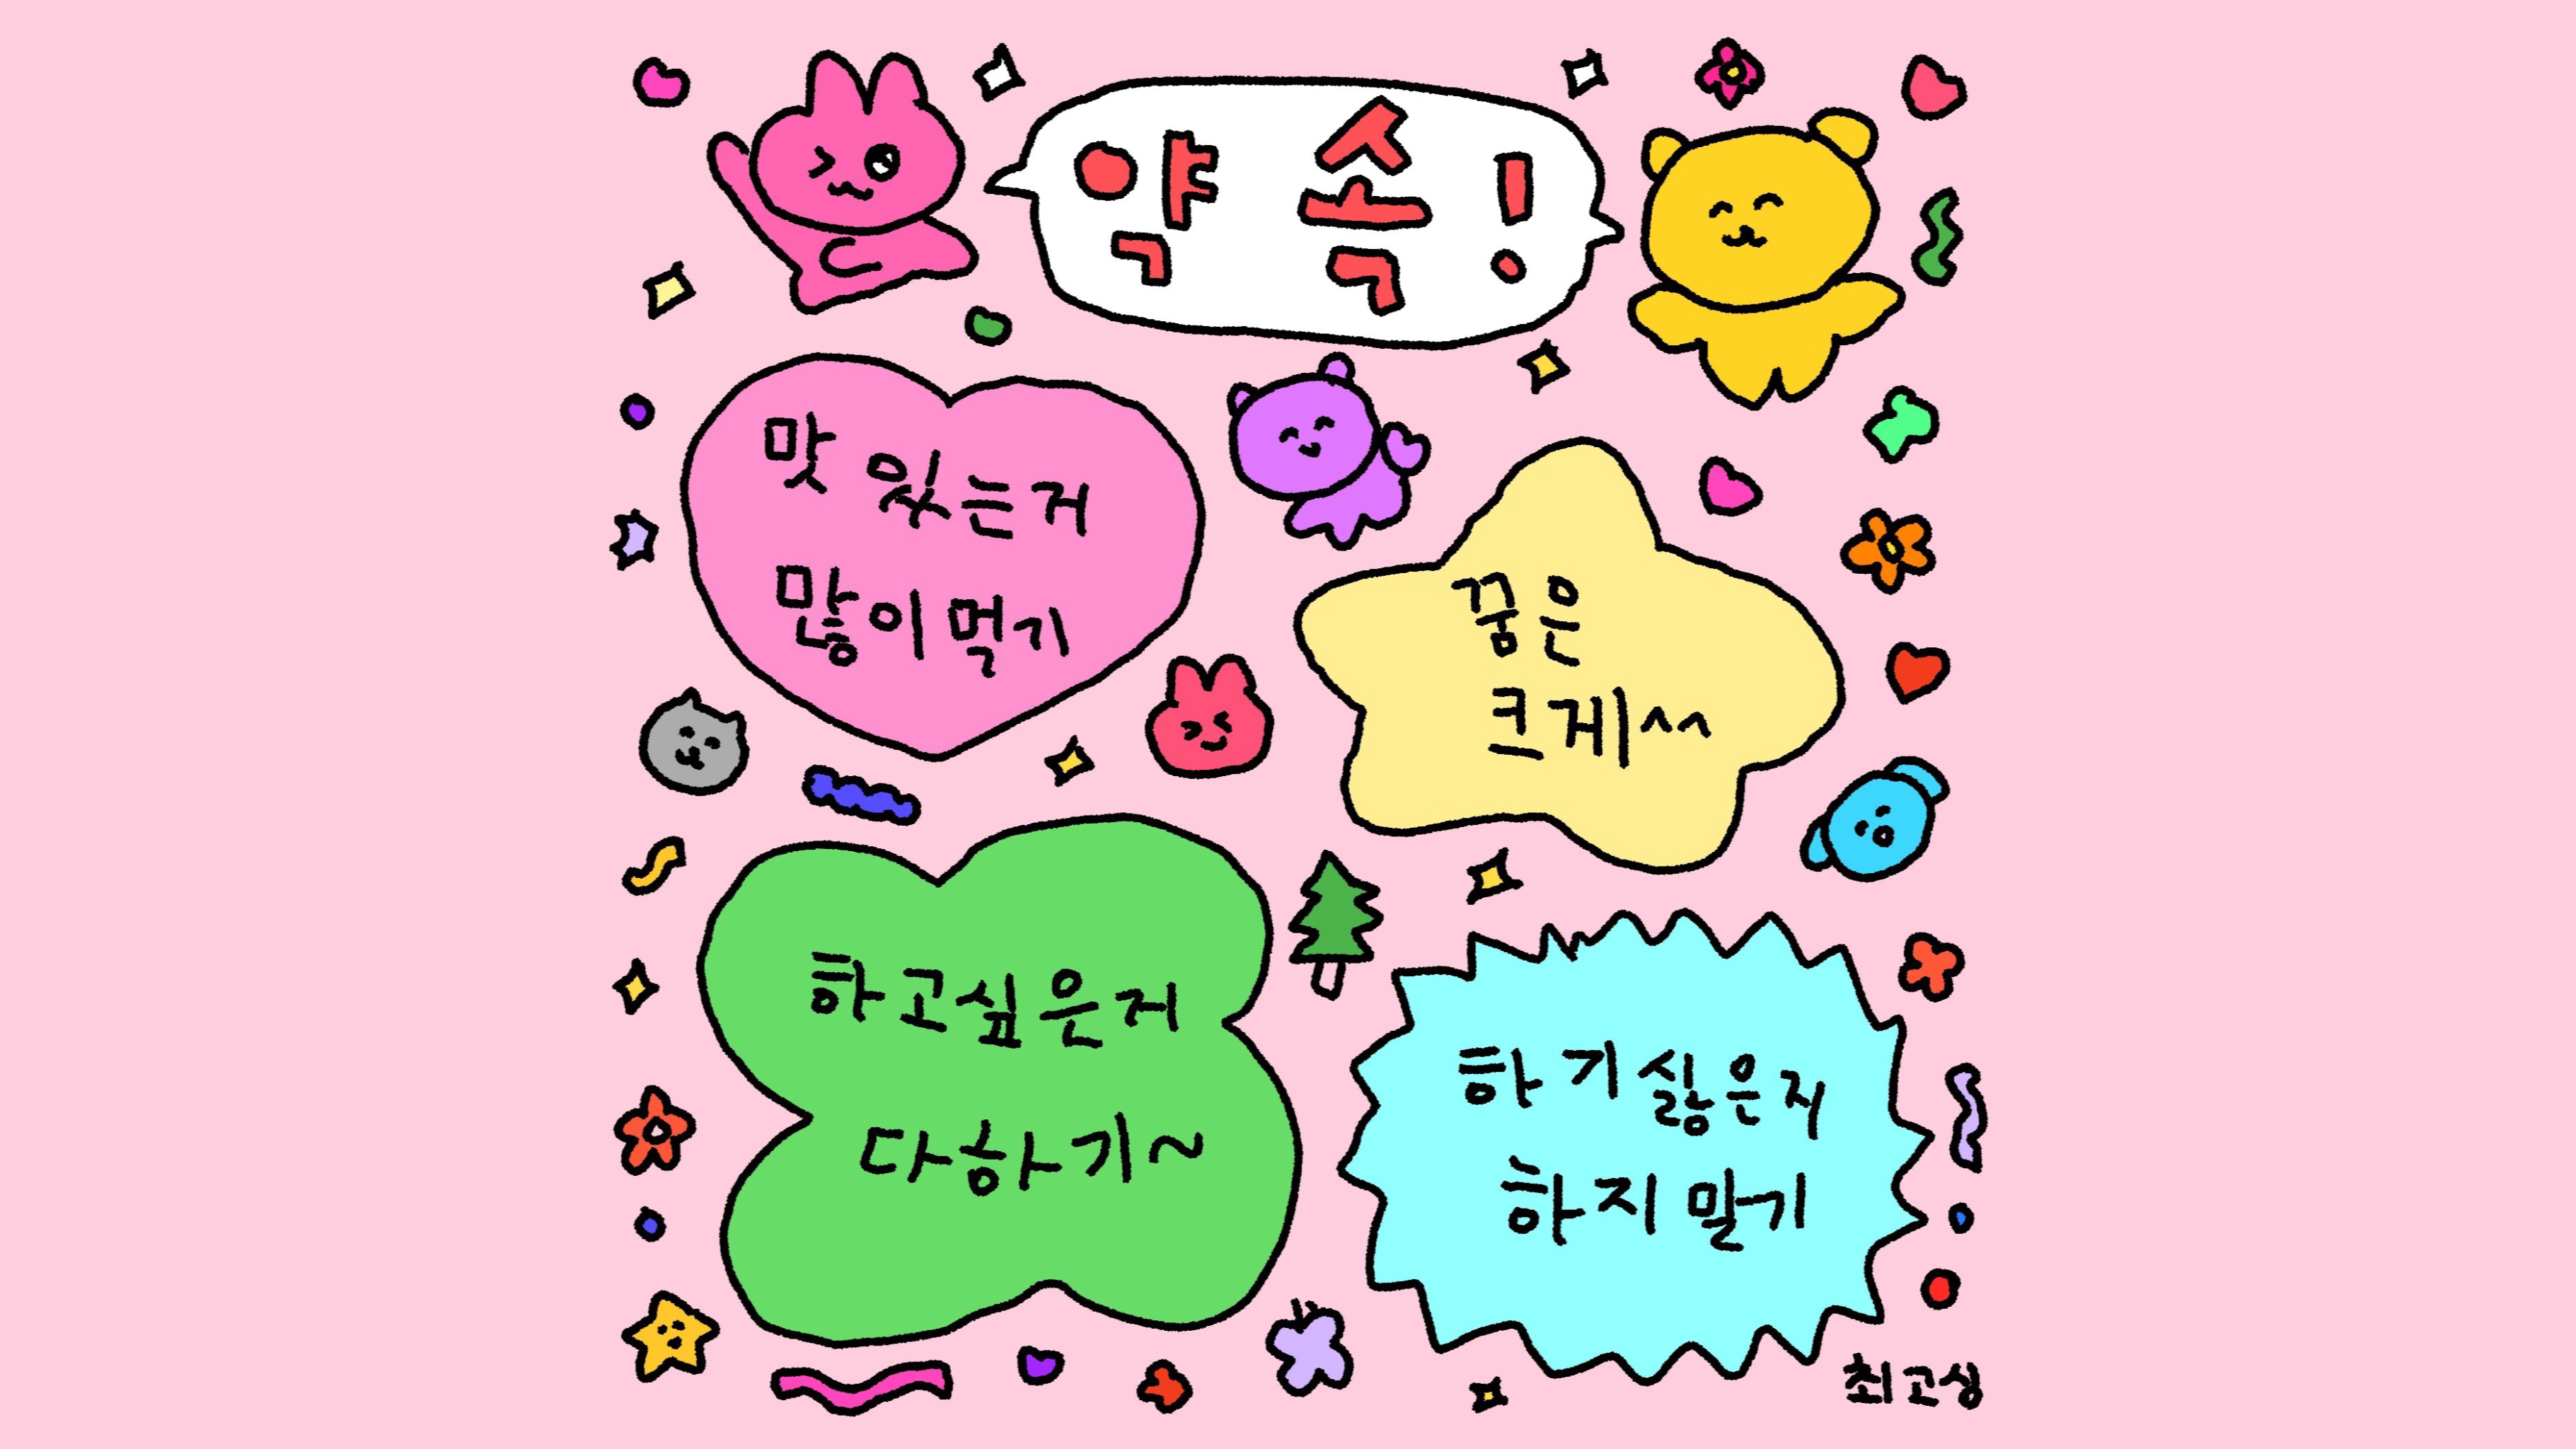 약속!
맛있는거
많이먹기
꿈은
크게^^
하고싶은거
다하기~
하기싫은거
하지말기
최고심